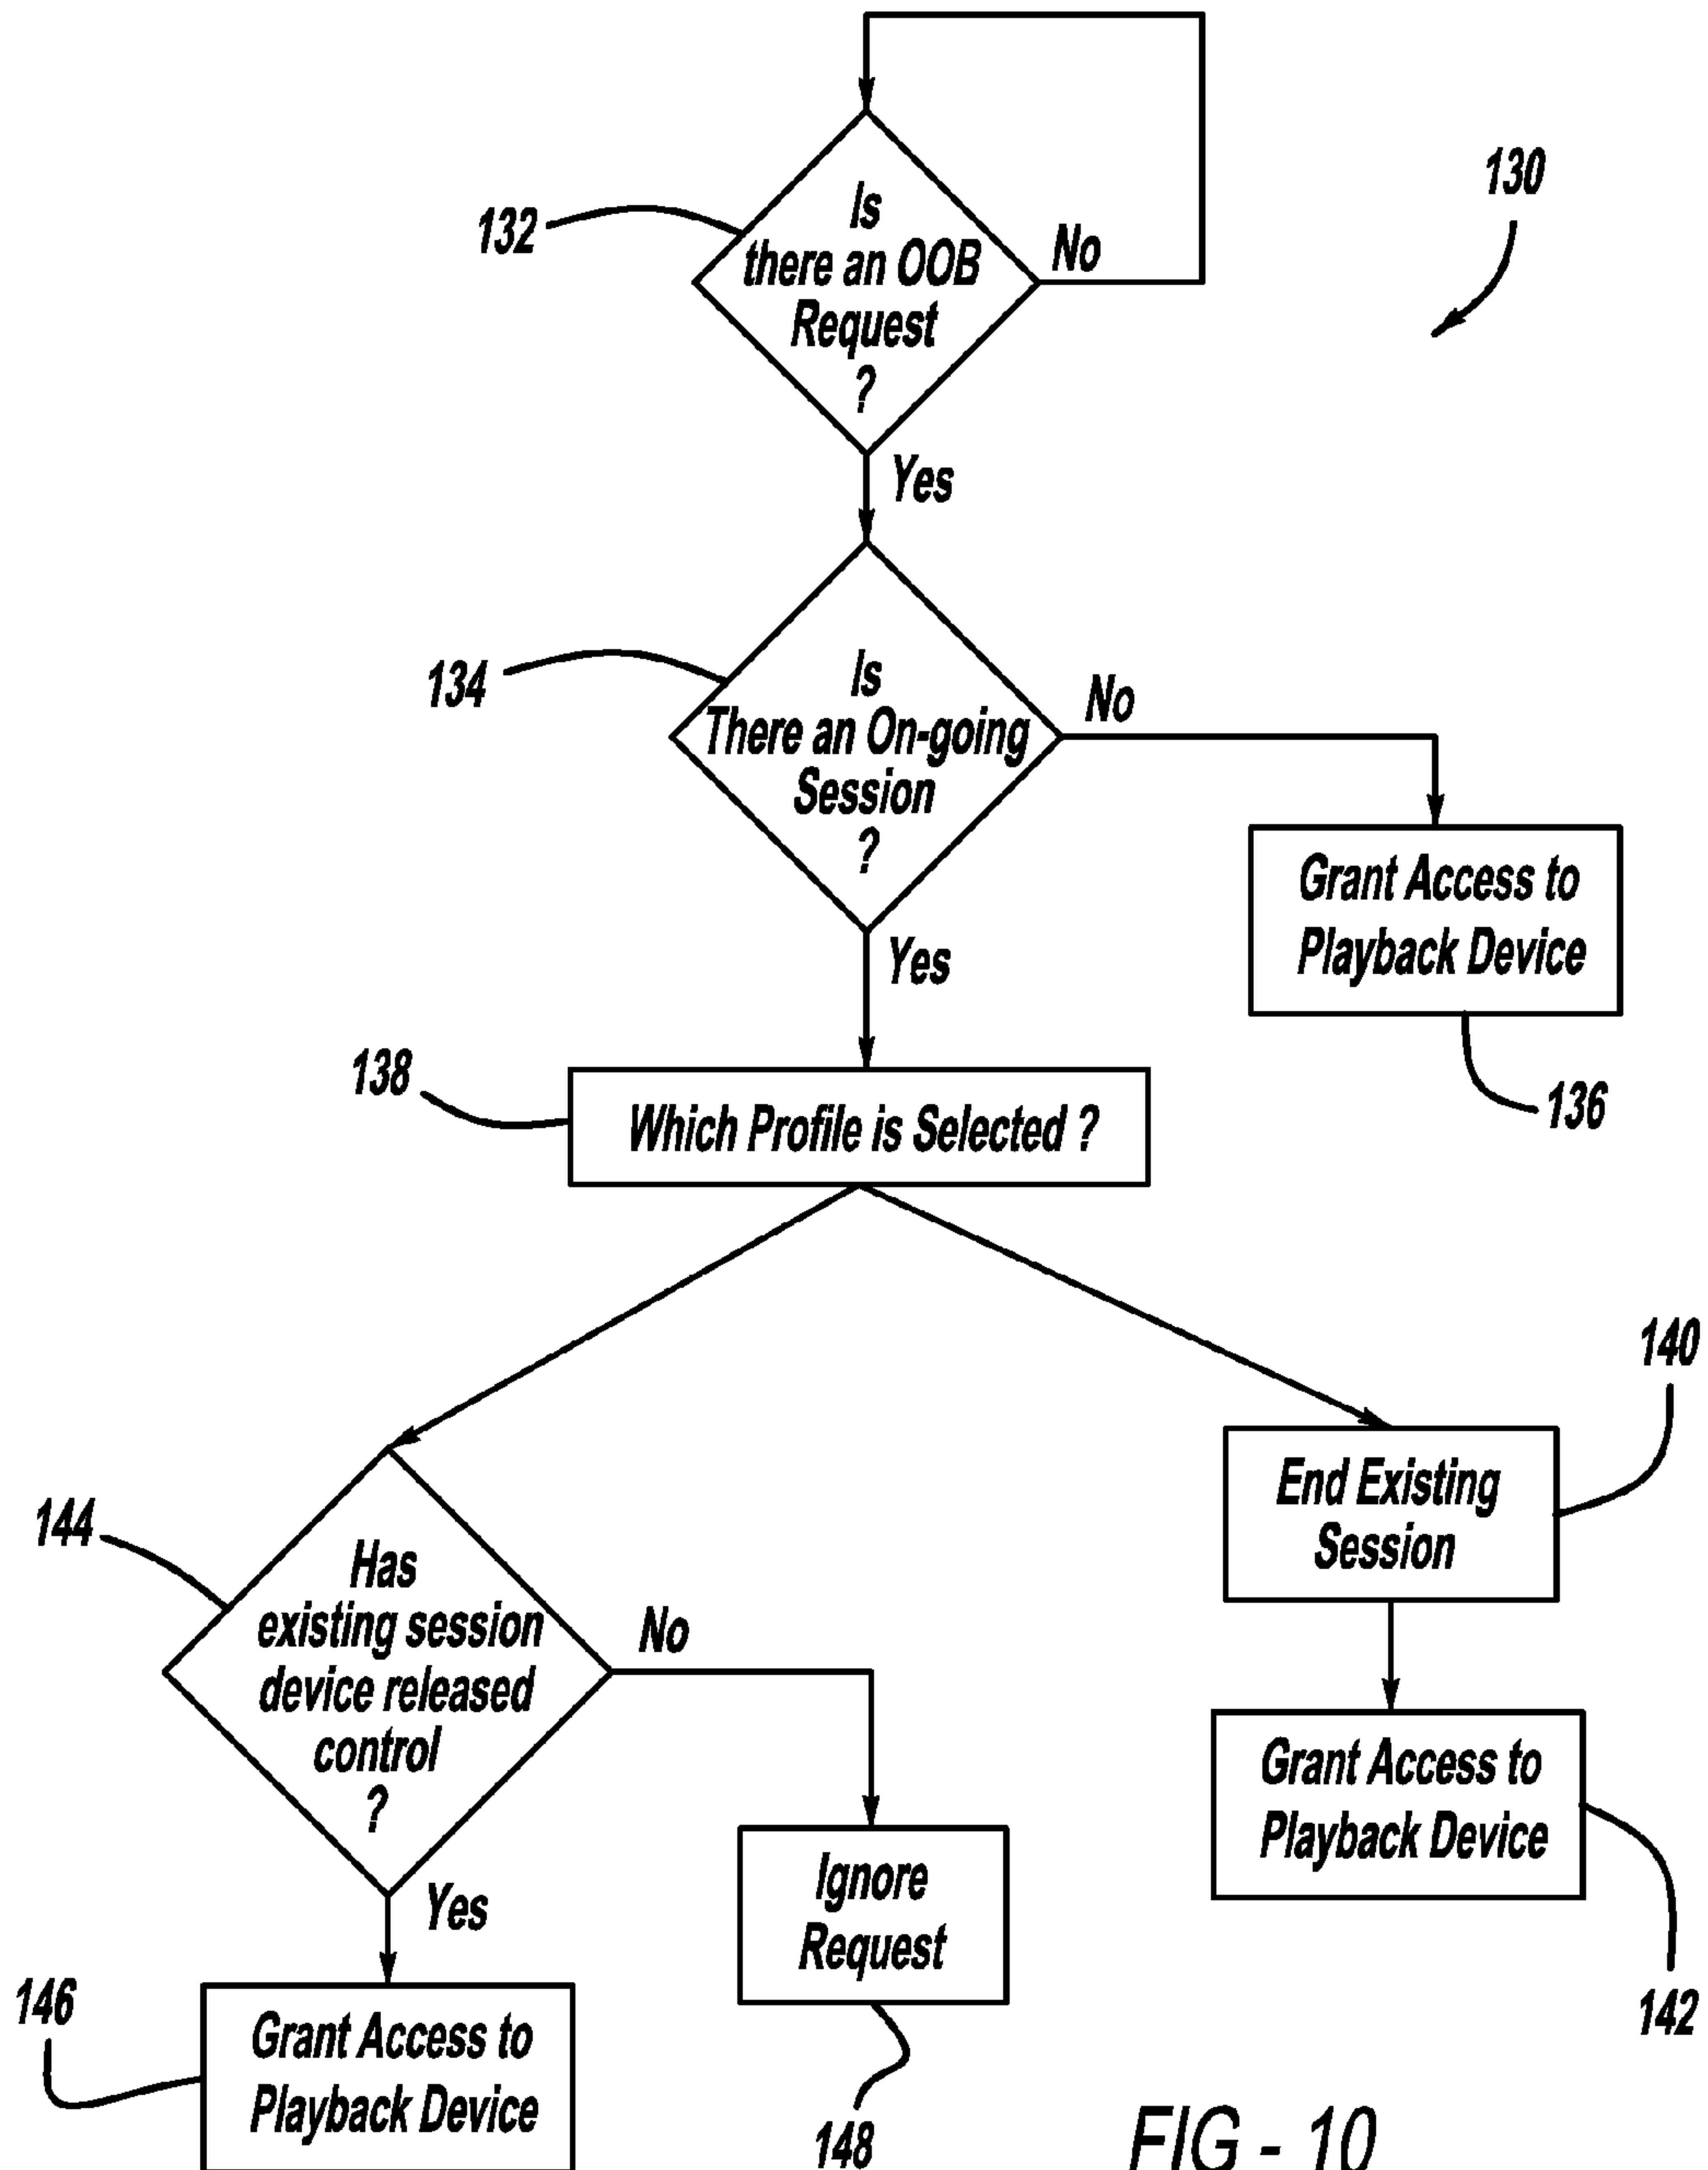 130
132
Is
there an OOB
Request
?
No
Yes
134
Is
There an On-going
Session
?
No
Yes
Grant Access to
Playback Device
136
138
Which Profile is Selected ?
140
End Existing
Session
144
Has
existing session
device released
control
?
No
Yes
Grant Access to
Playback Device
142
Ignore
Request
148
146
Grant Access to
Playback Device
FIG - 10